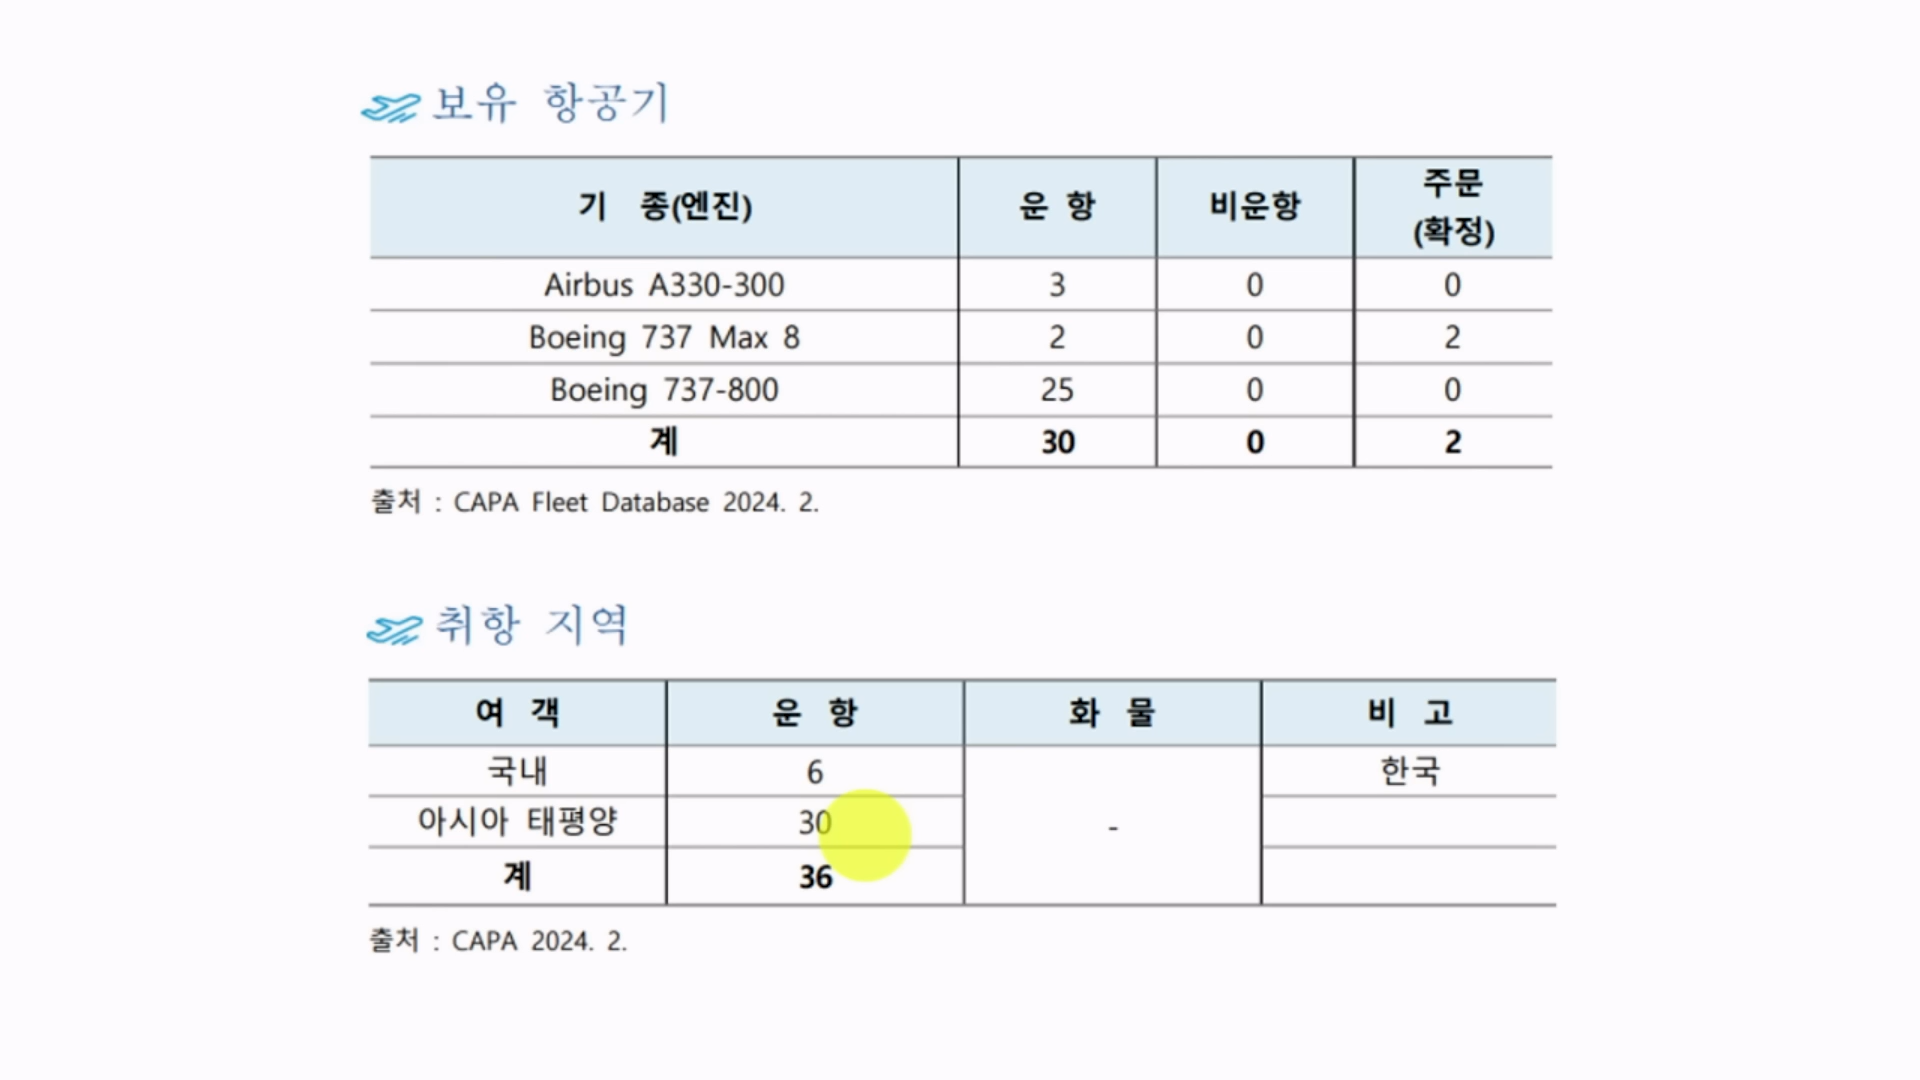 보유 항공기
기 종(엔진) 운 항 비운항 주문 (확정)
Airbus A330-300 3 0 0
Boeing 737 Max 8 2 0 2
Boeing 737-800 25 0 0
계 30 0 2
출처 : CAPA Fleet Database 2024. 2.
취항 지역
여 객 운 항 화 물 비 고
국내 6 한국
아시아 태평양 30 -
계 36
출처 : CAPA 2024. 2.